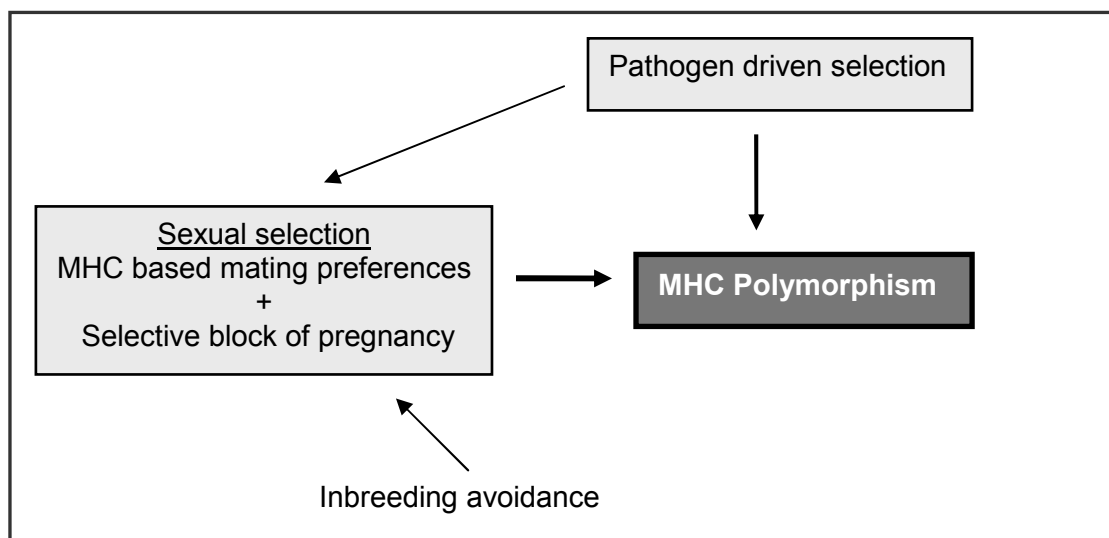 Pathogen driven selection
Sexual selection
MHC based mating preferences
+
Selective block of pregnancy
MHC Polymorphism
Inbreeding avoidance